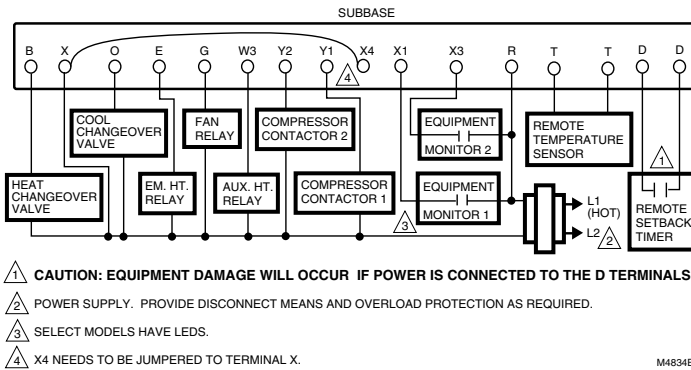 SUBBASE
B X O E G W3 Y2 Y1 X4 X1 X3 R T T D D
4
COOL
CHANGEOVER
VALVE
FAN
RELAY
COMPRESSOR
CONTACTOR 2
EQUIPMENT
MONITOR 2
REMOTE
TEMPERATURE
SENSOR
1
HEAT
CHANGEOVER
VALVE
EM. HT.
RELAY
AUX. HT.
RELAY
COMPRESSOR
CONTACTOR 1
EQUIPMENT
MONITOR 1
3
L1
(HOT)
L2 2
REMOTE
SETBACK
TIMER
1 CAUTION: EQUIPMENT DAMAGE WILL OCCUR IF POWER IS CONNECTED TO THE D TERMINALS
2 POWER SUPPLY. PROVIDE DISCONNECT MEANS AND OVERLOAD PROTECTION AS REQUIRED.
3 SELECT MODELS HAVE LEDS.
4 X4 NEEDS TO BE JUMPERED TO TERMINAL X.
M4834B